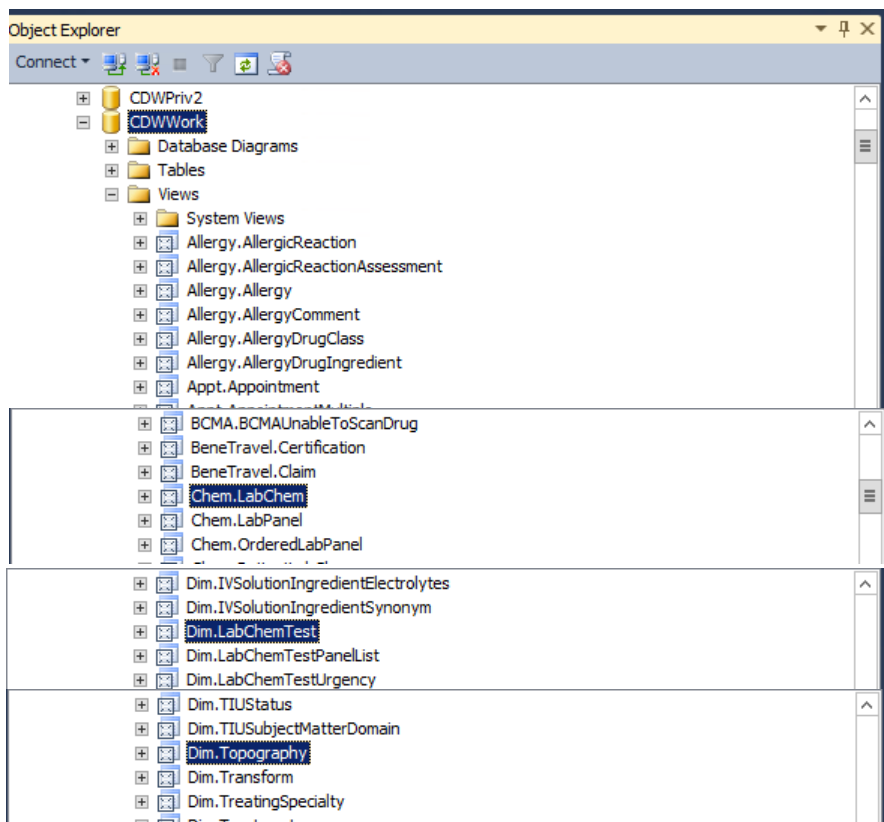 Object Explorer
Connect
CDWPriv2
CDWWork
Database Diagrams
Tables
Views
System Views
Allergy.AllergicReaction
Allergy.AllergicReactionAssessment
Allergy.Allergy
Allergy.AllergyComment
Allergy.AllergyDrugClass
Allergy.AllergyDrugIngredient
Appt.Appointment
BCMA.BCMAUnableToScanDrug
BeneTravel.Certification
BeneTravel.Claim
Chem.LabChem
Chem.LabPanel
Chem.OrderedLabPanel
Dim.IVSolutionIngredientElectrolytes
Dim.IVSolutionIngredientSynonym
Dim.LabChemTest
Dim.LabChemTestPanelList
Dim.LabChemTestUrgency
Dim.TIUStatus
Dim.TIUSubjectMatterDomain
Dim.Topography
Dim.Transform
Dim.TreatingSpecialty